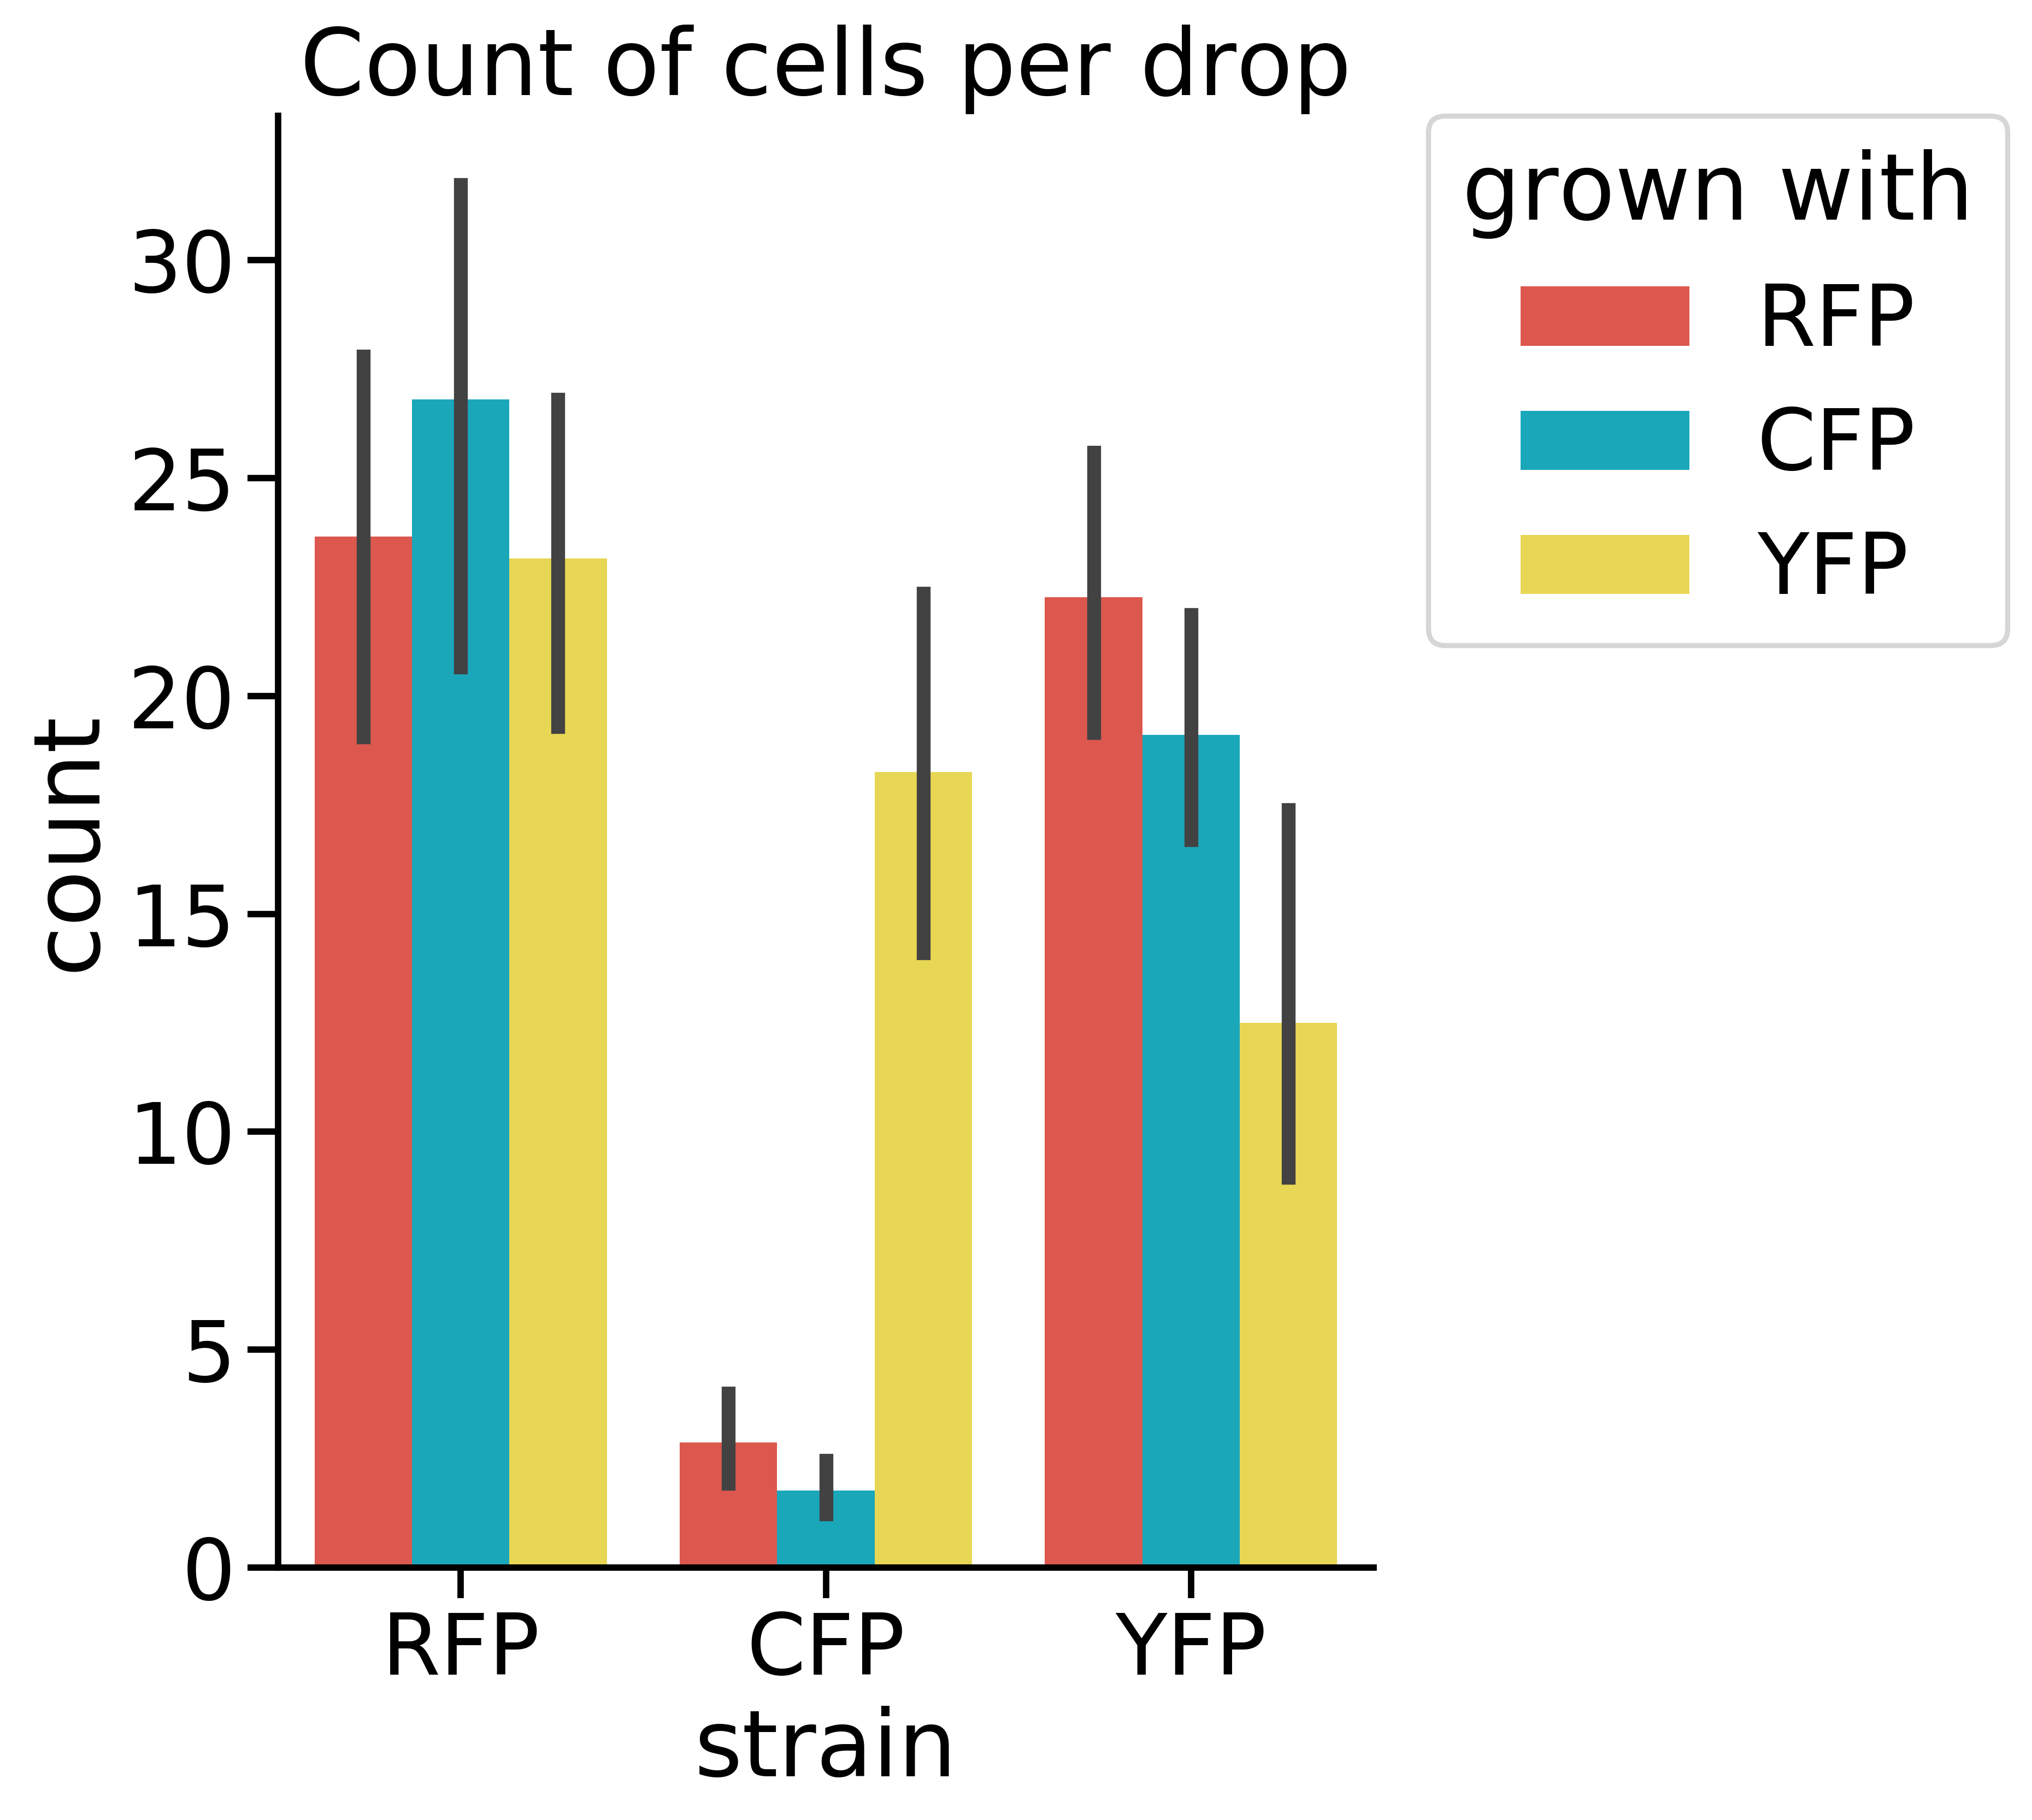 Count of cells per drop
count
30
25
20
15
10
5
0
RFP CFP YFP
strain
grown with
RFP
CFP
YFP